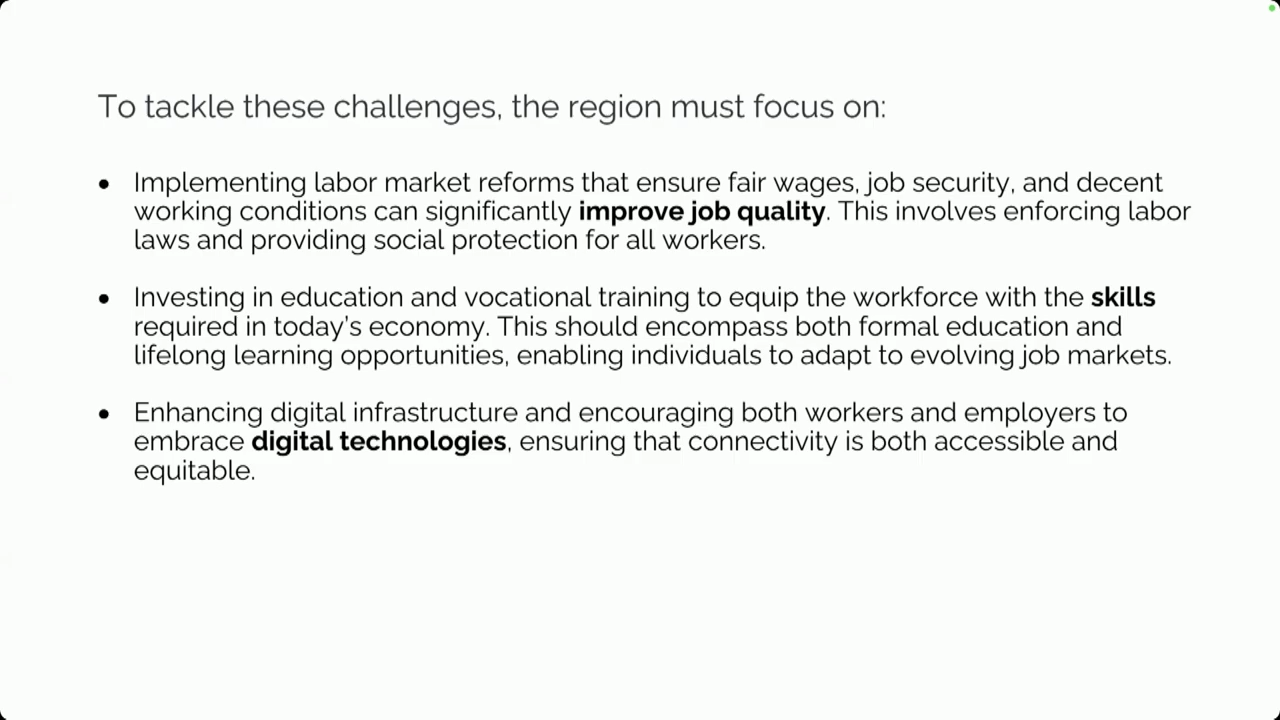 To tackle these challenges, the region must focus on:
• Implementing labor market reforms that ensure fair wages, job security, and decent
working conditions can significantly improve job quality. This involves enforcing labor
laws and providing social protection for all workers.
• Investing in education and vocational training to equip the workforce with the skills
required in today's economy. This should encompass both formal education and
lifelong learning opportunities, enabling individuals to adapt to evolving job markets.
• Enhancing digital infrastructure and encouraging both workers and employers to
embrace digital technologies, ensuring that connectivity is both accessible and
equitable.